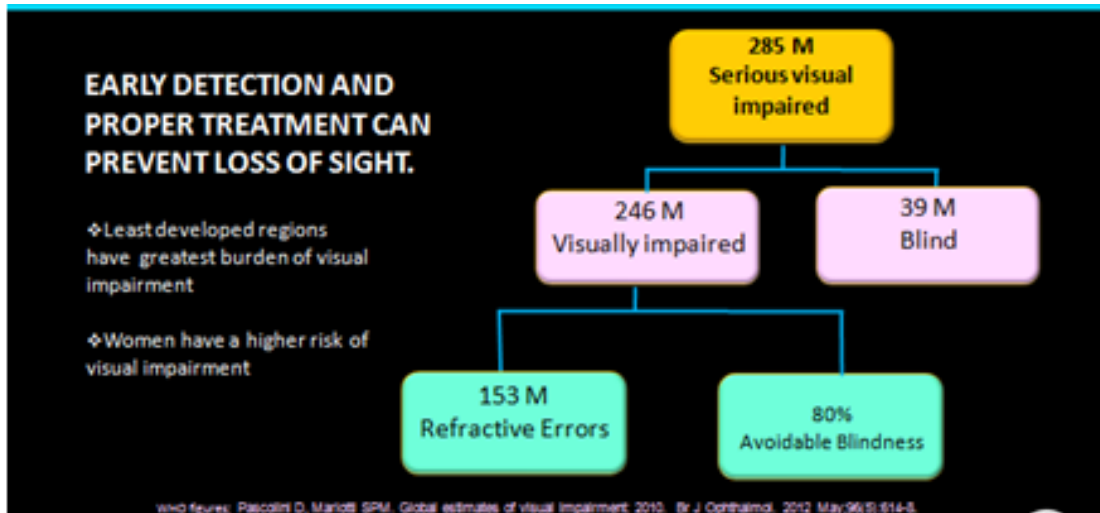 EARLY DETECTION AND
PROPER TREATMENT CAN
PREVENT LOSS OF SIGHT.
❖Least developed regions
have greatest burden of visual
impairment
❖Women have a higher risk of
visual impairment
285 M
Serious visual
impaired
246 M
Visually impaired
39 M
Blind
153 M
Refractive Errors
80%
Avoidable Blindness
WHO figures: Pascolini D, Mariotti SPM. Global estimates of visual impairment: 2010. Br J Ophthalmol. 2012 May;96(5):614-8.